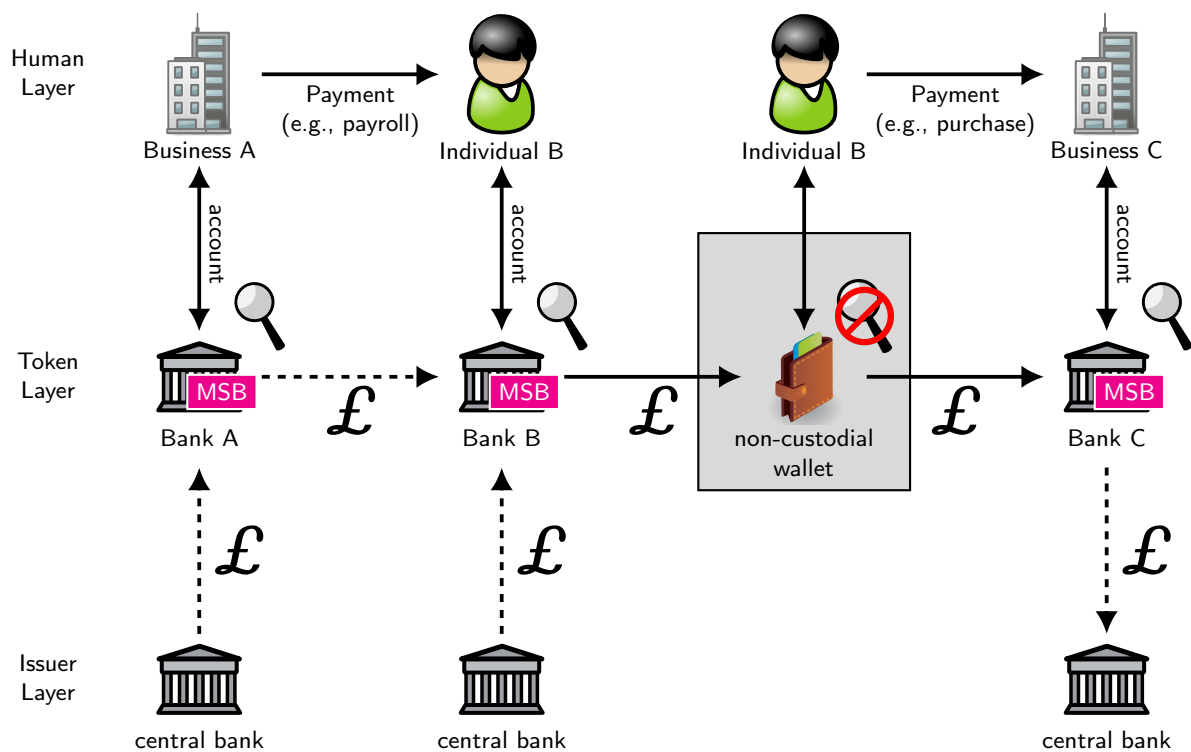 Human
Layer
Payment
(e.g., payroll)
Payment
(e.g., purchase)
Business A
Individual B
Individual B
Business C
account
account
account
Token
Layer
MSB
£
MSB
£
£
MSB
Bank A
Bank B
non-custodial
wallet
Bank C
£
£
£
Issuer
Layer
central bank
central bank
central bank